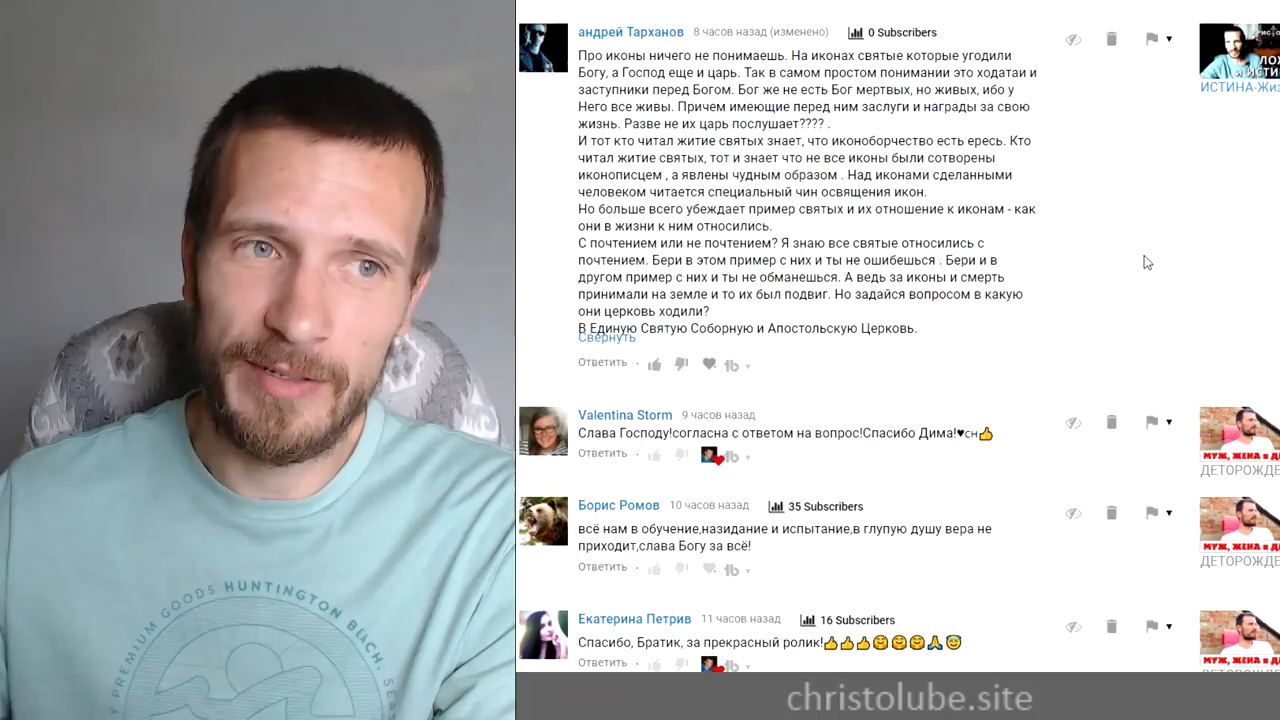 андрей Тарханов 8 часов назад (изменено) 0 Subscribers
Про иконы ничего не понимаешь. На иконах святые которые угодили
Богу, а Господ еще и царь. Так в самом простом понимании это ходатаи и
заступники перед Богом. Бог же не есть Бог мертвых, но живых, ибо у
Него все живы. Причем имеющие перед ним заслуги и награды за свою
жизнь. Разве не их царь послушает???? .
И тот кто читал житие святых знает, что иконоборчество есть ересь. Кто
читал житие святых, тот и знает что не все иконы были сотворены
иконописцем , а явлены чудным образом . Над иконами сделанными
человеком читается специальный чин освящения икон.
Но больше всего убеждает пример святых и их отношение к иконам - как
они в жизни к ним относились.
С почтением или не почтением? Я знаю все святые относились с
почтением. Бери в этом пример с них и ты не ошибешься . Бери и в
другом пример с них и ты не обманешься. А ведь за иконы и смерть
принимали на земле и то их был подвиг. Но задайся вопросом в какую
они церковь ходили?
В Единую Святую Соборную и Апостольскую Церковь.
Свернуть
Ответить
ИСТИНА-Жиз
Valentina Storm 9 часов назад
Слава Господу!согласна с ответом на вопрос!Спасибо Дима!♥сн👍
Ответить
МУЖ, ЖЕНА и Д
ДЕТОРОЖДЕ
Борис Ромов 10 часов назад 35 Subscribers
всё нам в обучение,назидание и испытание,в глупую душу вера не
приходит,слава Богу за всё!
Ответить
МУЖ, ЖЕНА и Д
ДЕТОРОЖДЕ
Екатерина Петрив 11 часов назад 16 Subscribers
Спасибо, Братик, за прекрасный ролик!👍👍👍🤗🤗🤗🙏😇
Ответить
МУЖ, ЖЕНА и Д
PREMIUM GOODS HUNTINGTON BEACH.
christolube.site